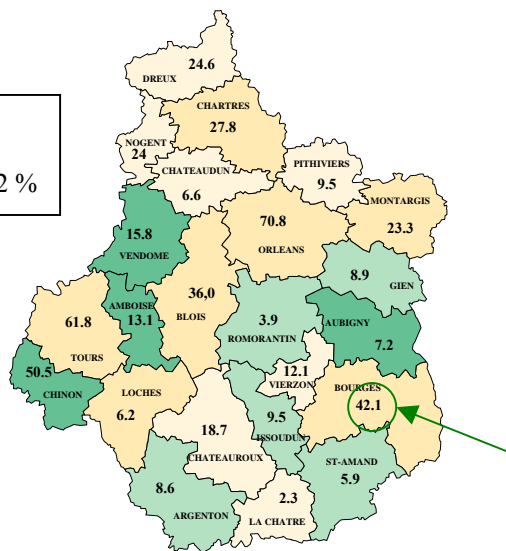 24.6
DREUX
CHARTRES
27.8
NOGENT
24
2 %
CHATEAUDUN
6.6
PITHIVIERS
9.5
MONTARGIS
23.3
70.8
ORLEANS
15.8
VENDOME
8.9
GIEN
36,0
BLOIS
AMBOISE
13.1
3.9
ROMORANTIN
AUBIGNY
7.2
61.8
TOURS
50.5
CHINON
LOCHES
6.2
12.1
VIERZON
BOURGES
42.1
9.5
ISSOUDUN
18.7
CHATEAUROUX
ST-AMAND
5.9
8.6
ARGENTON
2.3
LA CHATRE